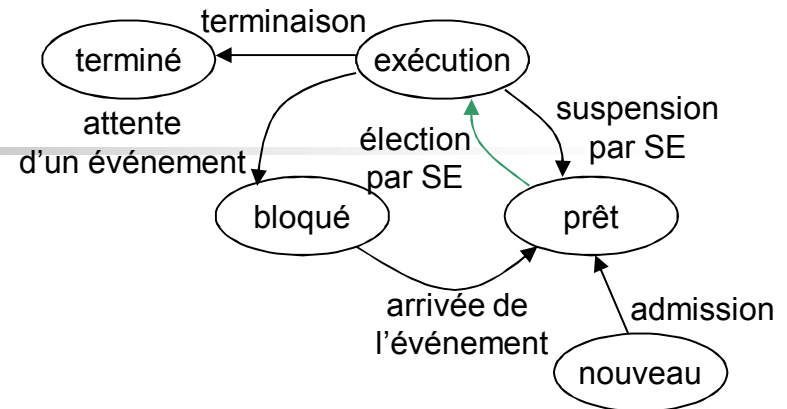 terminaison
terminé
exécution
attente
d'un événement
élection
par SE
suspension
par SE
bloqué
prêt
arrivée de
l'événement
admission
nouveau